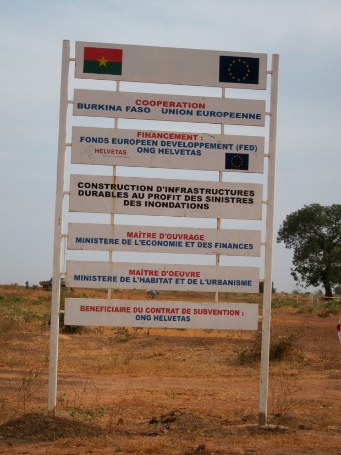 COOPERATION
BURKINA FASO UNION EUROPEENNE
FINANCEMENT :
FONDS EUROPEEN DEVELOPPEMENT (FED)
HELVETAS ONG HELVETAS
CONSTRUCTION D'INFRASTRUCTURES
DURABLES AU PROFIT DES SINISTRES
DES INONDATIONS
MAÎTRE D'OUVRAGE
MINISTERE DE L'ECONOMIE ET DES FINANCES
MAÎTRE D'OEUVRE
MINISTERE DE L'HABITAT ET DE L'URBANISME
BENEFICIAIRE DU CONTRAT DE SUBVENTION :
ONG HELVETAS